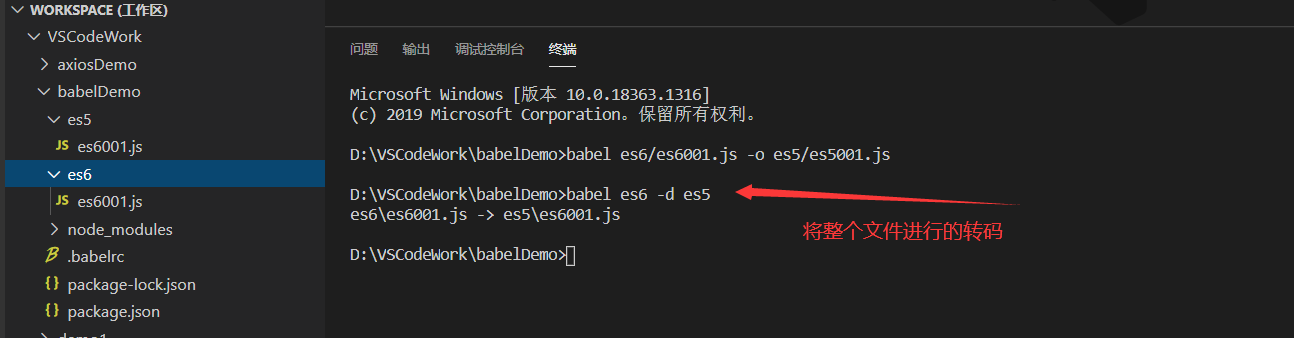 WORKSPACE (工作区)
VSCodeWork
axiosDemo
babelDemo
es5
JS es6001.js
es6
JS es6001.js
node_modules
.babelrc
{} package-lock.json
{} package.json
demo1
问题 输出 调试控制台 终端
Microsoft Windows [版本 10.0.18363.1316]
(c) 2019 Microsoft Corporation。保留所有权利。
D:\VSCodeWork\babelDemo>babel es6/es6001.js -o es5/es5001.js
D:\VSCodeWork\babelDemo>babel es6 -d es5
es6\es6001.js -> es5\es6001.js
将整个文件进行的转码
D:\VSCodeWork\babelDemo>